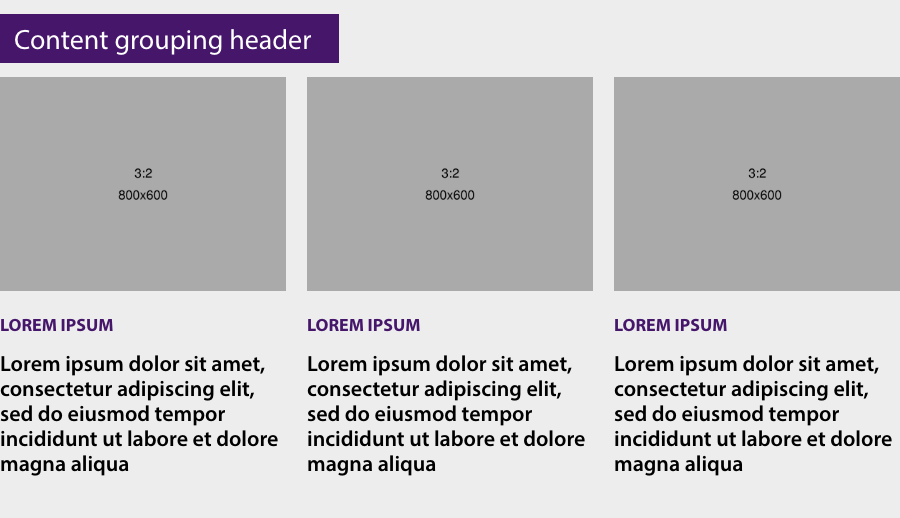 Content grouping header
3:2
800x600
3:2
800x600
3:2
800x600
LOREM IPSUM
Lorem ipsum dolor sit amet,
consectetur adipiscing elit,
sed do eiusmod tempor
incididunt ut labore et dolore
magna aliqua
LOREM IPSUM
Lorem ipsum dolor sit amet,
consectetur adipiscing elit,
sed do eiusmod tempor
incididunt ut labore et dolore
magna aliqua
LOREM IPSUM
Lorem ipsum dolor sit amet,
consectetur adipiscing elit,
sed do eiusmod tempor
incididunt ut labore et dolore
magna aliqua